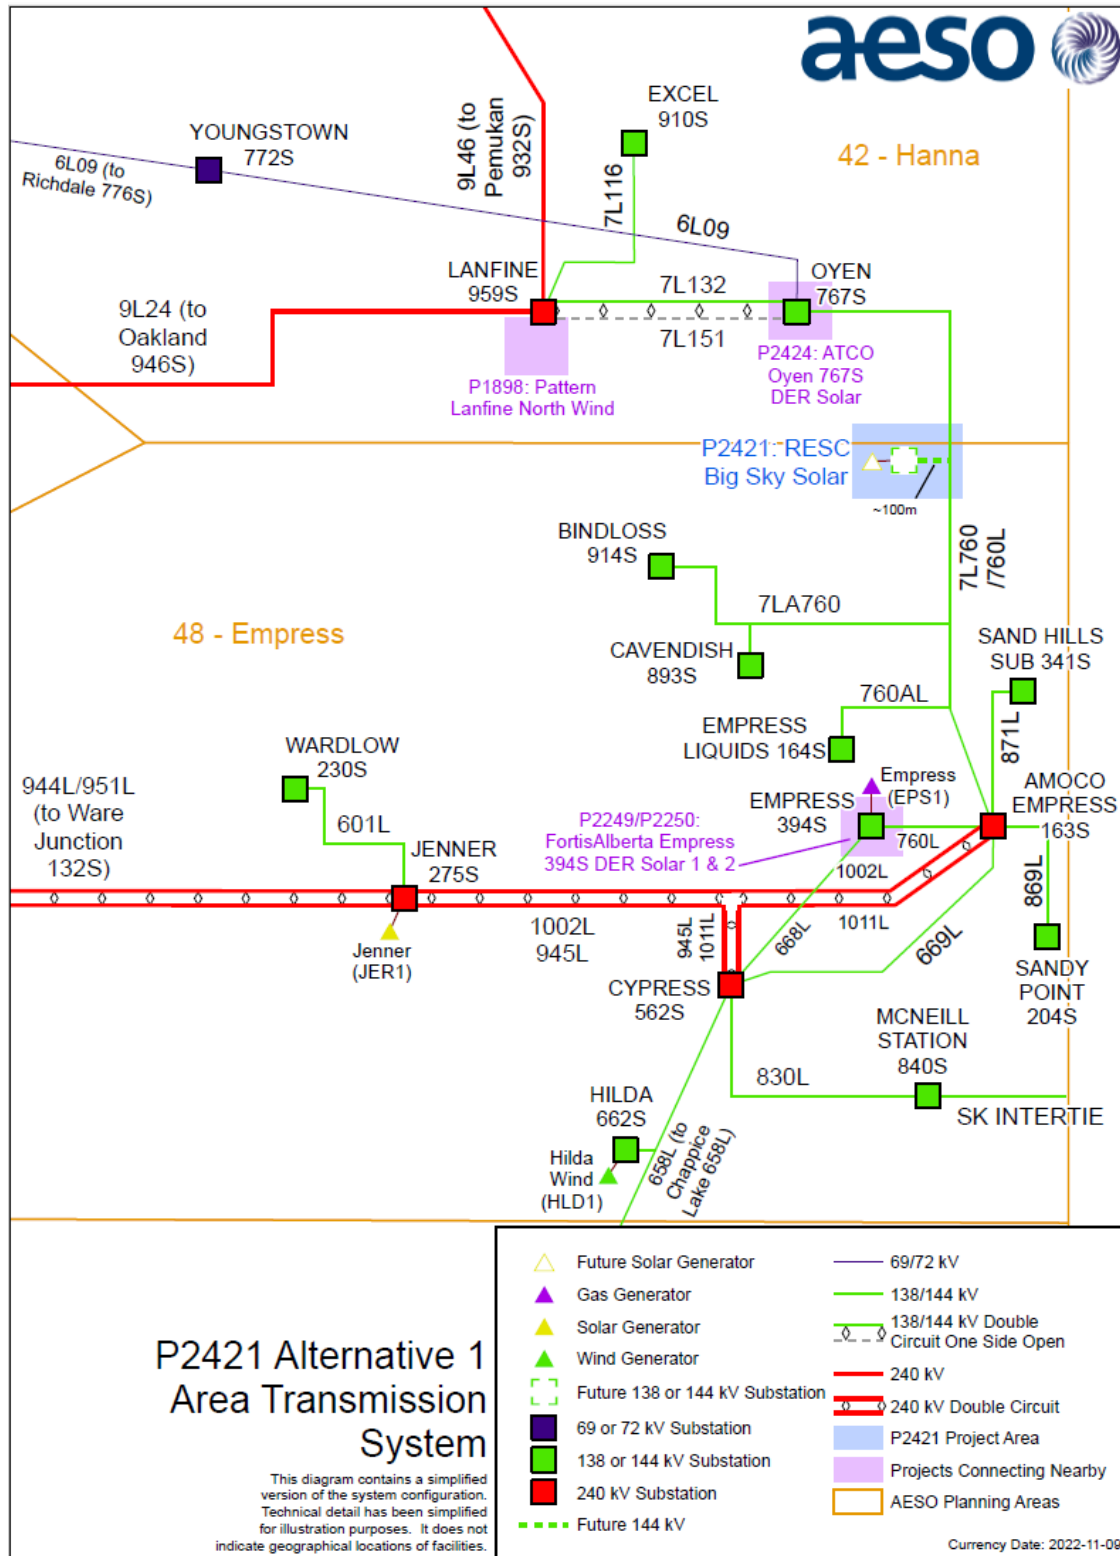 aeso
EXCEL
910S
YOUNGSTOWN
772S
42 - Hanna
6L09 (to
Richdale 776S)
9L46 (to
Pemukan
932S)
7L116
6L09
LANFINE
959S
7L132
OYEN
767S
9L24 (to
Oakland
946S)
7L151
P1898: Pattern
Lanfine North Wind
P2424: ATCO
Oyen 767S
DER Solar
P2421: RESC
Big Sky Solar
~100m
BINDLOSS
914S
7L760
/760L
7LA760
48 - Empress
CAVENDISH
893S
SAND HILLS
SUB 341S
760AL
EMPRESS
LIQUIDS 164S
871L
WARDLOW
230S
944L/951L
(to Ware
Junction
132S)
601L
Empress
(EPS1)
AMOCO
EMPRESS
163S
EMPRESS
394S
P2249/P2250:
FortisAlberta Empress
394S DER Solar 1 & 2
760L
JENNER
275S
1002L
869L
1002L
945L
945L
1011L
668L
1011L
669L
Jenner
(JER1)
CYPRESS
562S
SANDY
POINT
204S
MCNEILL
STATION
840S
830L
HILDA
662S
SK INTERTIE
658L (to
Chappice
Lake 658L)
Hilda
Wind
(HLD1)
P2421 Alternative 1
Area Transmission
System
This diagram contains a simplified
version of the system configuration.
Technical detail has been simplified
for illustration purposes. It does not
indicate geographical locations of facilities.
Future Solar Generator
Gas Generator
Solar Generator
Wind Generator
Future 138 or 144 kV Substation
69 or 72 kV Substation
138 or 144 kV Substation
240 kV Substation
Future 144 kV
69/72 kV
138/144 kV
138/144 kV Double
Circuit One Side Open
240 kV
240 kV Double Circuit
P2421 Project Area
Projects Connecting Nearby
AESO Planning Areas
Currency Date: 2022-11-09